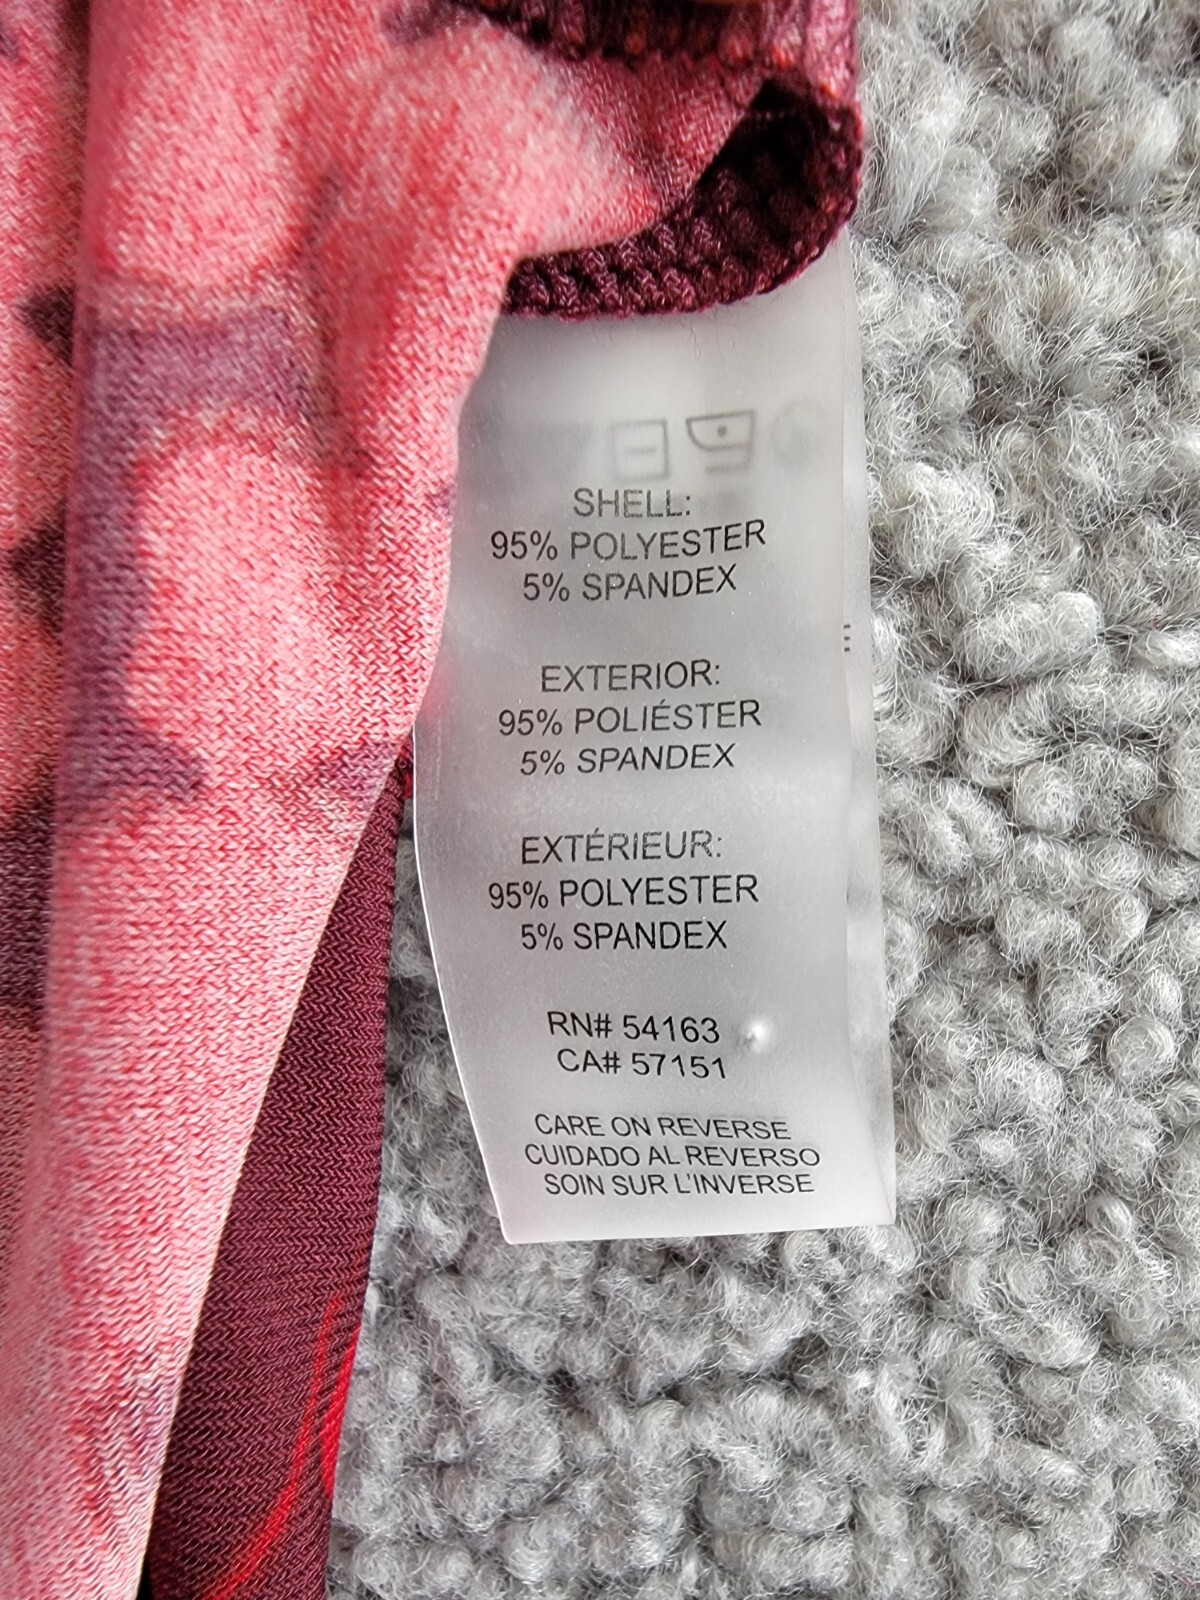 SHELL:
95% POLYESTER
5% SPANDEX
EXTERIOR:
95% POLIÉSTER
5% SPANDEX
EXTÉRIEUR:
95% POLYESTER
5% SPANDEX
RN# 54163
CA# 57151
CARE ON REVERSE
CUIDADO AL REVERSO
SOIN SUR L'INVERSE